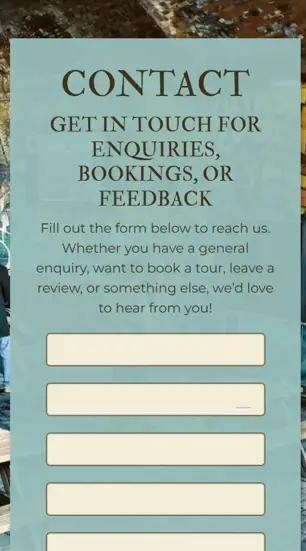 CONTACT
GET IN TOUCH FOR
ENQUIRIES,
BOOKINGS, OR
FEEDBACK
Fill out the form below to reach us.
Whether you have a general
enquiry, want to book a tour, leave a
review, or something else, we'd love
to hear from you!